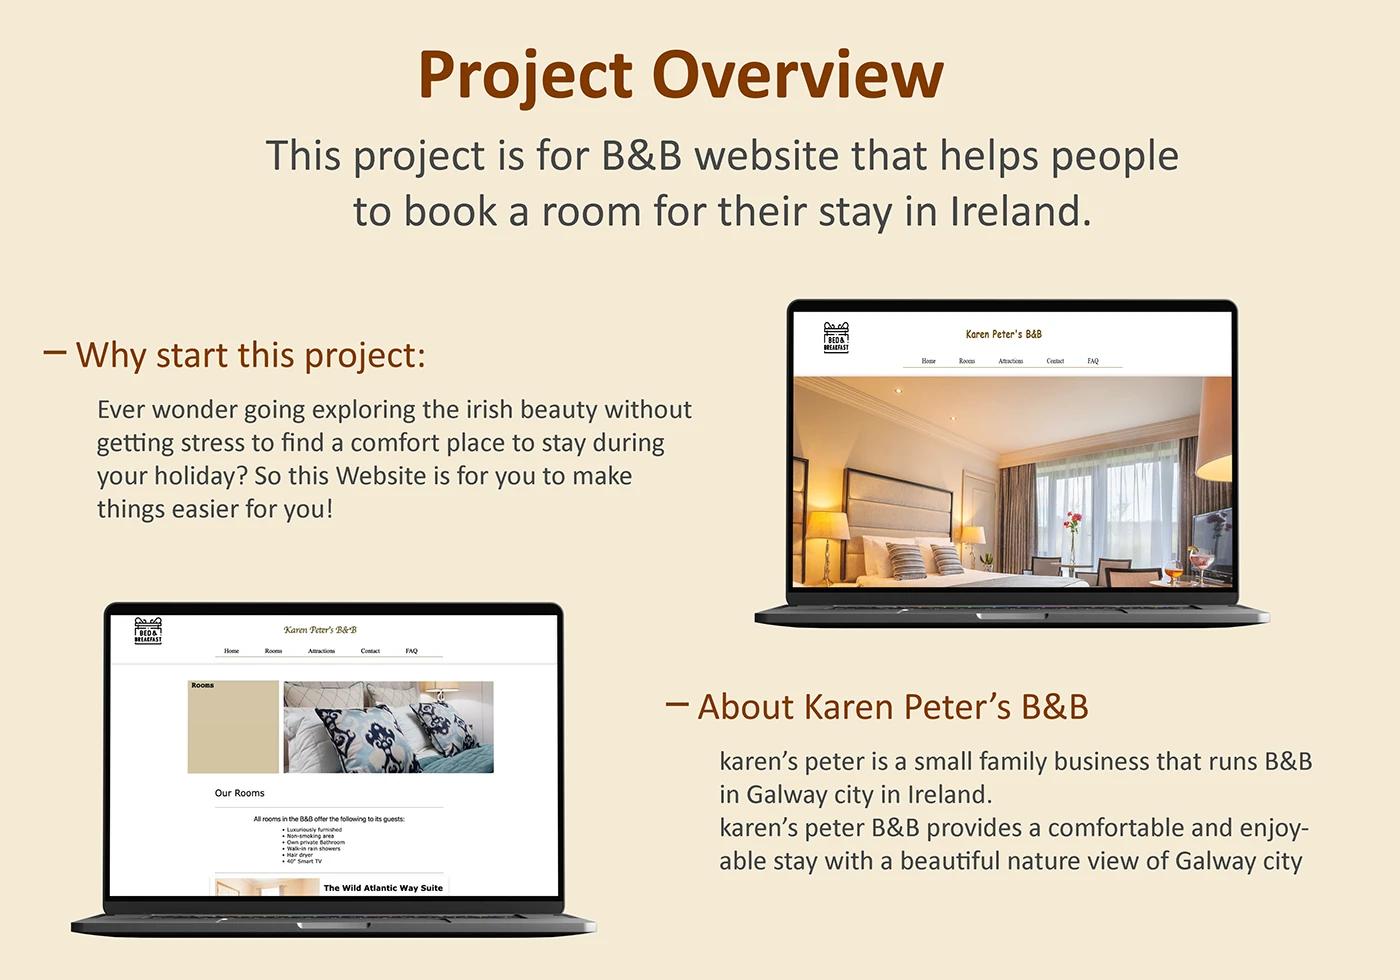 Project Overview
This project is for B&B website that helps people
to book a room for their stay in Ireland.
– Why start this project:
Ever wonder going exploring the irish beauty without
getting stress to find a comfort place to stay during
your holiday? So this Website is for you to make
things easier for you!
BED &
BREAKFAST
Karen Peter's B&B
Home Rooms Attractions Contact FAQ
BED &
BREAKFAST
Karen Peter's B&B
Home Rooms Attractions Contact FAQ
Rooms
Our Rooms
All rooms in the B&B offer the following to its guests:
• Luxuriously furnished
• Non-smoking area
• Own private Bathroom
• Walk-in rain showers
• Hair dryer
• 40" Smart TV
The Wild Atlantic Way Suite
– About Karen Peter’s B&B
karen’s peter is a small family business that runs B&B
in Galway city in Ireland.
karen’s peter B&B provides a comfortable and enjoy-
able stay with a beautiful nature view of Galway city